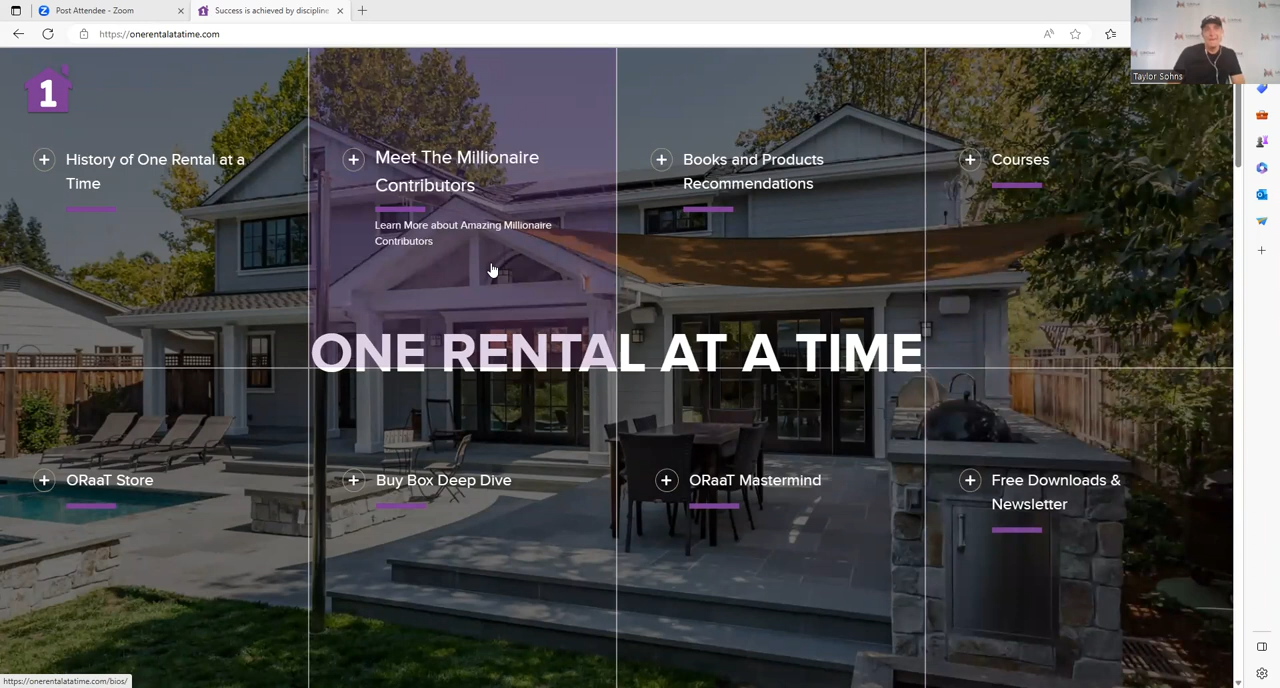 Post Attendee - Zoom
Success is achieved by discipline
https://onerentalatatime.com
Taylor Sohns
1
History of One Rental at a
Time
Meet The Millionaire
Contributors
Learn More about Amazing Millionaire
Contributors
Books and Products
Recommendations
Courses
ONE RENTAL AT A TIME
ORaaT Store
Buy Box Deep Dive
ORaaT Mastermind
Free Downloads &
Newsletter
https://onerentalatatime.com/bios/